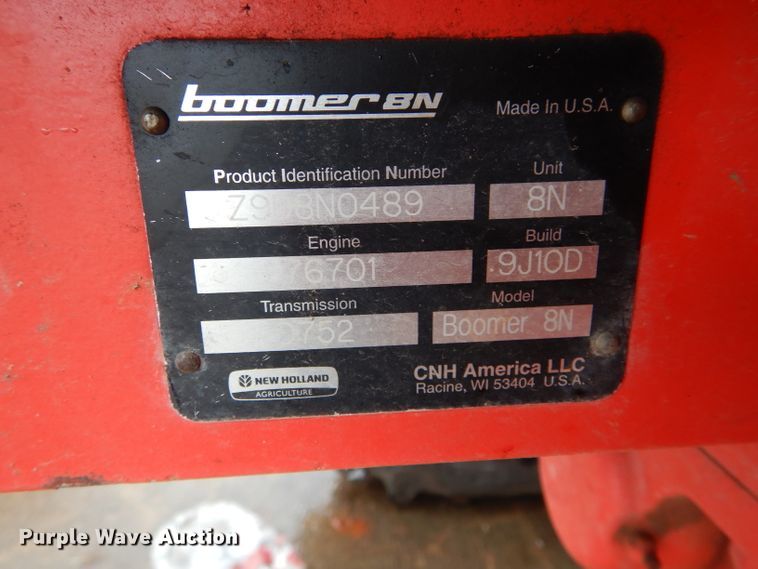 boomer 8N
Made In U.S.A.
Product Identification Number
Unit
8N
Engine
Build
76701
9J10D
Transmission
Model
Boomer 8N
NEW HOLLAND
AGRICULTURE
CNH America LLC
Racine, WI 53404 U.S.A.
Purple Wave Auction